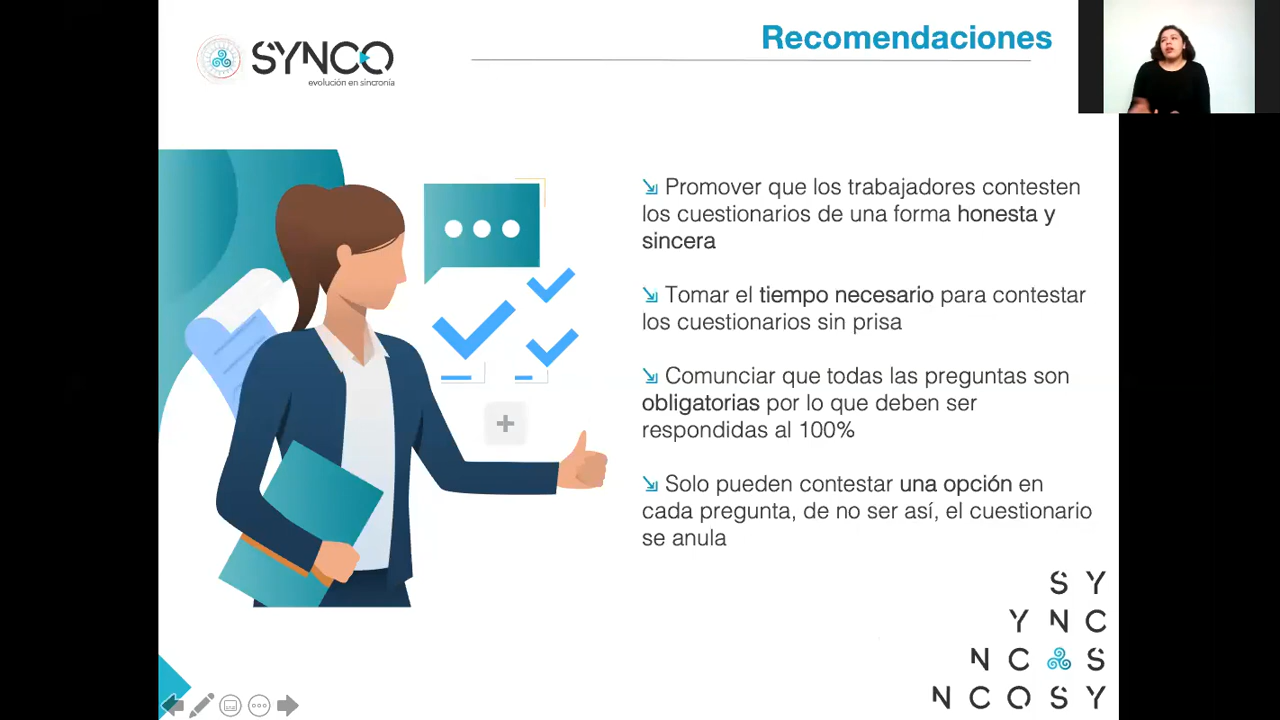 SYNCO
evolución en sincronía
Recomendaciones
Promover que los trabajadores contesten
los cuestionarios de una forma honesta y
sincera
Tomar el tiempo necesario para contestar
los cuestionarios sin prisa
Comunciar que todas las preguntas son
obligatorias por lo que deben ser
respondidas al 100%
Solo pueden contestar una opción en
cada pregunta, de no ser así, el cuestionario
se anula
S Y
Y N C
N C S
N C O S Y